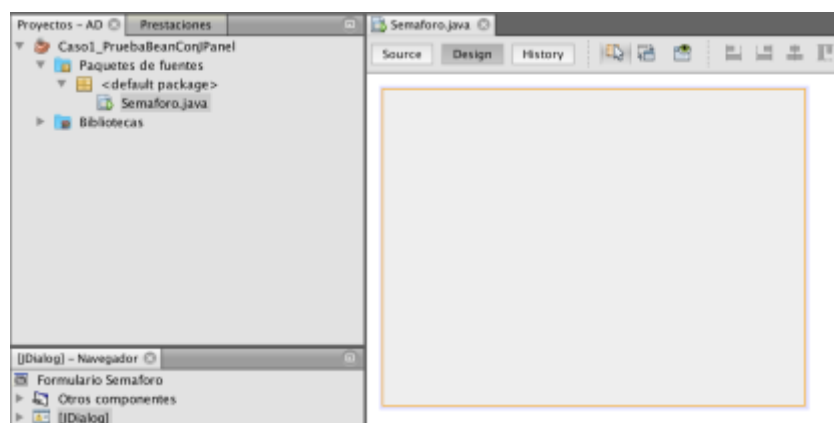 Proyectos - AD
Prestaciones
Caso1_PruebaBeanConJPanel
Paquetes de fuentes
<default package>
Semaforo.java
Bibliotecas
[JDialog] - Navegador
Formulario Semaforo
Otros componentes
[JDialog]
Semaforo.java
Source Design History